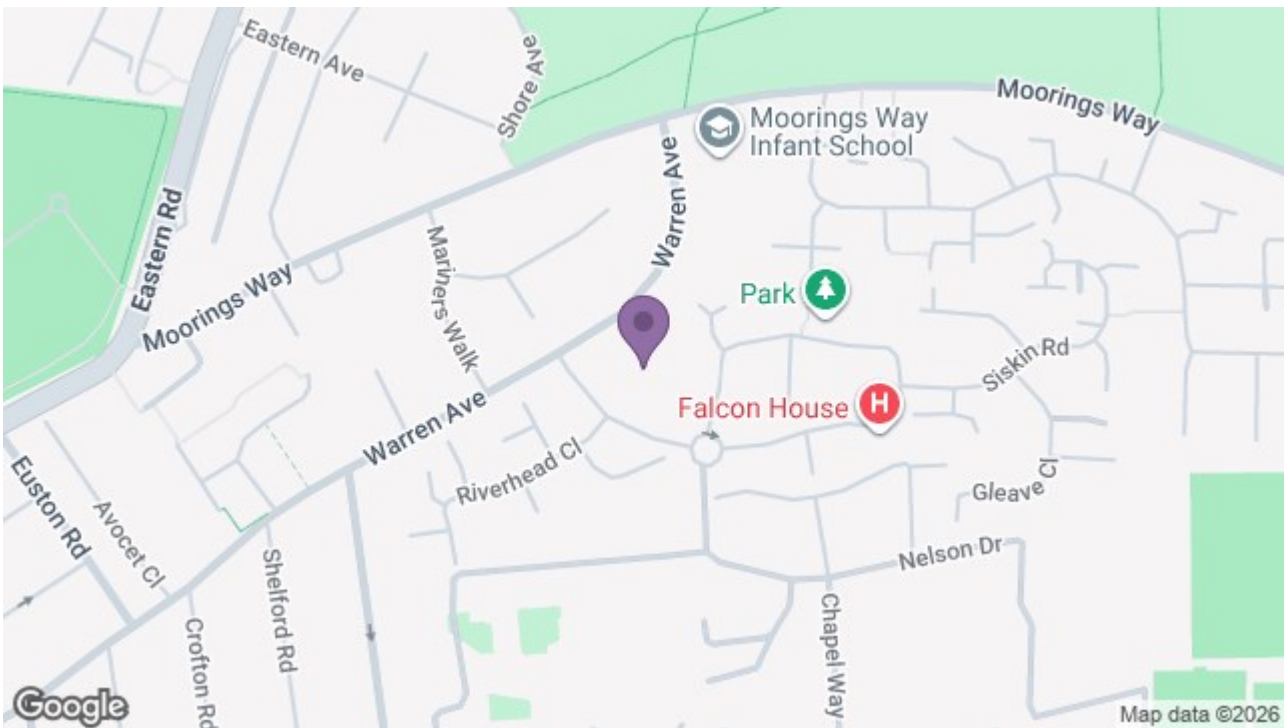 Eastern Ave
Shore Ave
Moorings Way
Moorings Way
Infant School
Warren Ave
Eastern Rd
Mariners Walk
Moorings Way
Park
Siskin Rd
Falcon House
H
Warren Ave
Riverhead Cl
Gleave Cl
Euston Rd
Avocet Cl
Nelson Dr
Shelford Rd
Crofton Rd
Chapel Way
Google
Map data ©2026